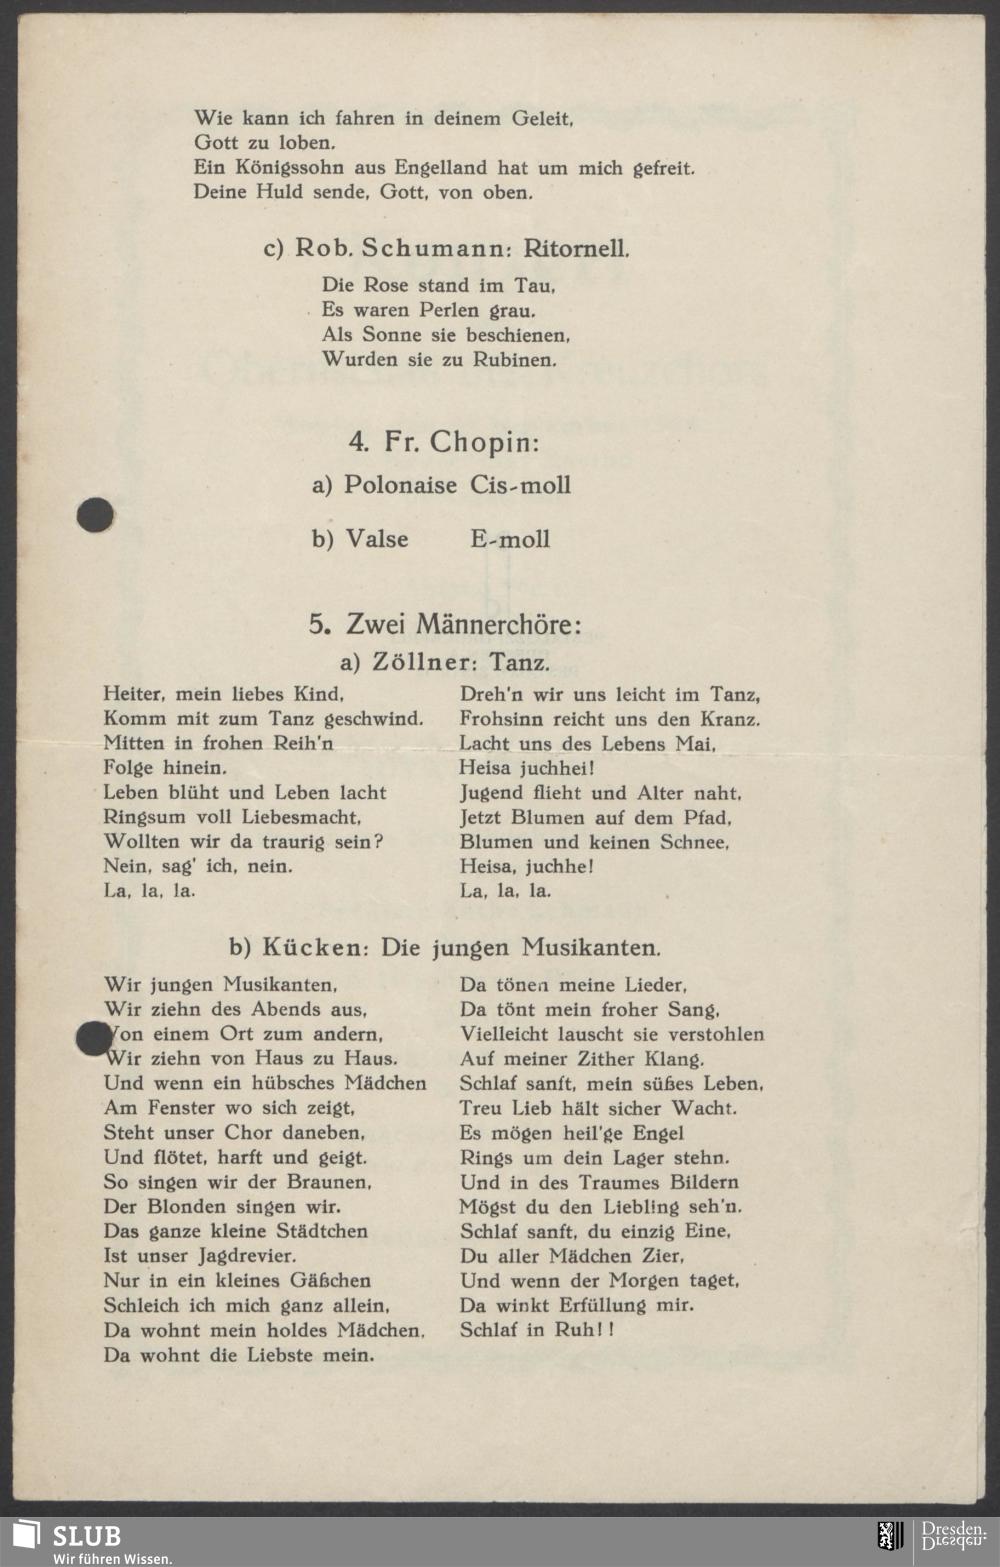 Wie kann ich fahren in deinem Geleit,
Gott zu loben.
Ein Königssohn aus Engelland hat um mich gefreit.
Deine Huld sende, Gott, von oben.
c) Rob. Schumann: Ritornell.
Die Rose stand im Tau,
Es waren Perlen grau.
Als Sonne sie beschienen,
Wurden sie zu Rubinen.
4. Fr. Chopin:
a) Polonaise Cis-moll
b) Valse E-moll
5. Zwei Männerchöre:
a) Zöllner: Tanz.
Heiter, mein liebes Kind,
Komm mit zum Tanz geschwind.
Mitten in frohen Reih'n
Folge hinein.
Leben blüht und Leben lacht
Ringsum voll Liebesmacht,
Wollten wir da traurig sein?
Nein, sag' ich, nein.
La, la, la.
Dreh'n wir uns leicht im Tanz,
Frohsinn reicht uns den Kranz.
Lacht uns des Lebens Mai,
Heisa juchhei!
Jugend flieht und Alter naht,
Jetzt Blumen auf dem Pfad,
Blumen und keinen Schnee,
Heisa, juchhe!
La, la, la.
b) Kücken: Die jungen Musikanten.
Wir jungen Musikanten,
Wir ziehn des Abends aus,
Von einem Ort zum andern,
Wir ziehn von Haus zu Haus.
Und wenn ein hübsches Mädchen
Am Fenster wo sich zeigt,
Steht unser Chor daneben,
Und flötet, harft und geigt.
So singen wir der Braunen,
Der Blonden singen wir.
Das ganze kleine Städtchen
Ist unser Jagdrevier.
Nur in ein kleines Gäßchen
Schleich ich mich ganz allein,
Da wohnt mein holdes Mädchen,
Da wohnt die Liebste mein.
Da tönen meine Lieder,
Da tönt mein froher Sang,
Vielleicht lauscht sie verstohlen
Auf meiner Zither Klang.
Schlaf sanft, mein süßes Leben,
Treu Lieb hält sicher Wacht.
Es mögen heil'ge Engel
Rings um dein Lager stehn.
Und in des Traumes Bildern
Mögst du den Liebling seh'n.
Schlaf sanft, du einzig Eine,
Du aller Mädchen Zier,
Und wenn der Morgen taget,
Da winkt Erfüllung mir.
Schlaf in Ruh!!
SLUB
Wir führen Wissen.
Dresden.
Dresden.